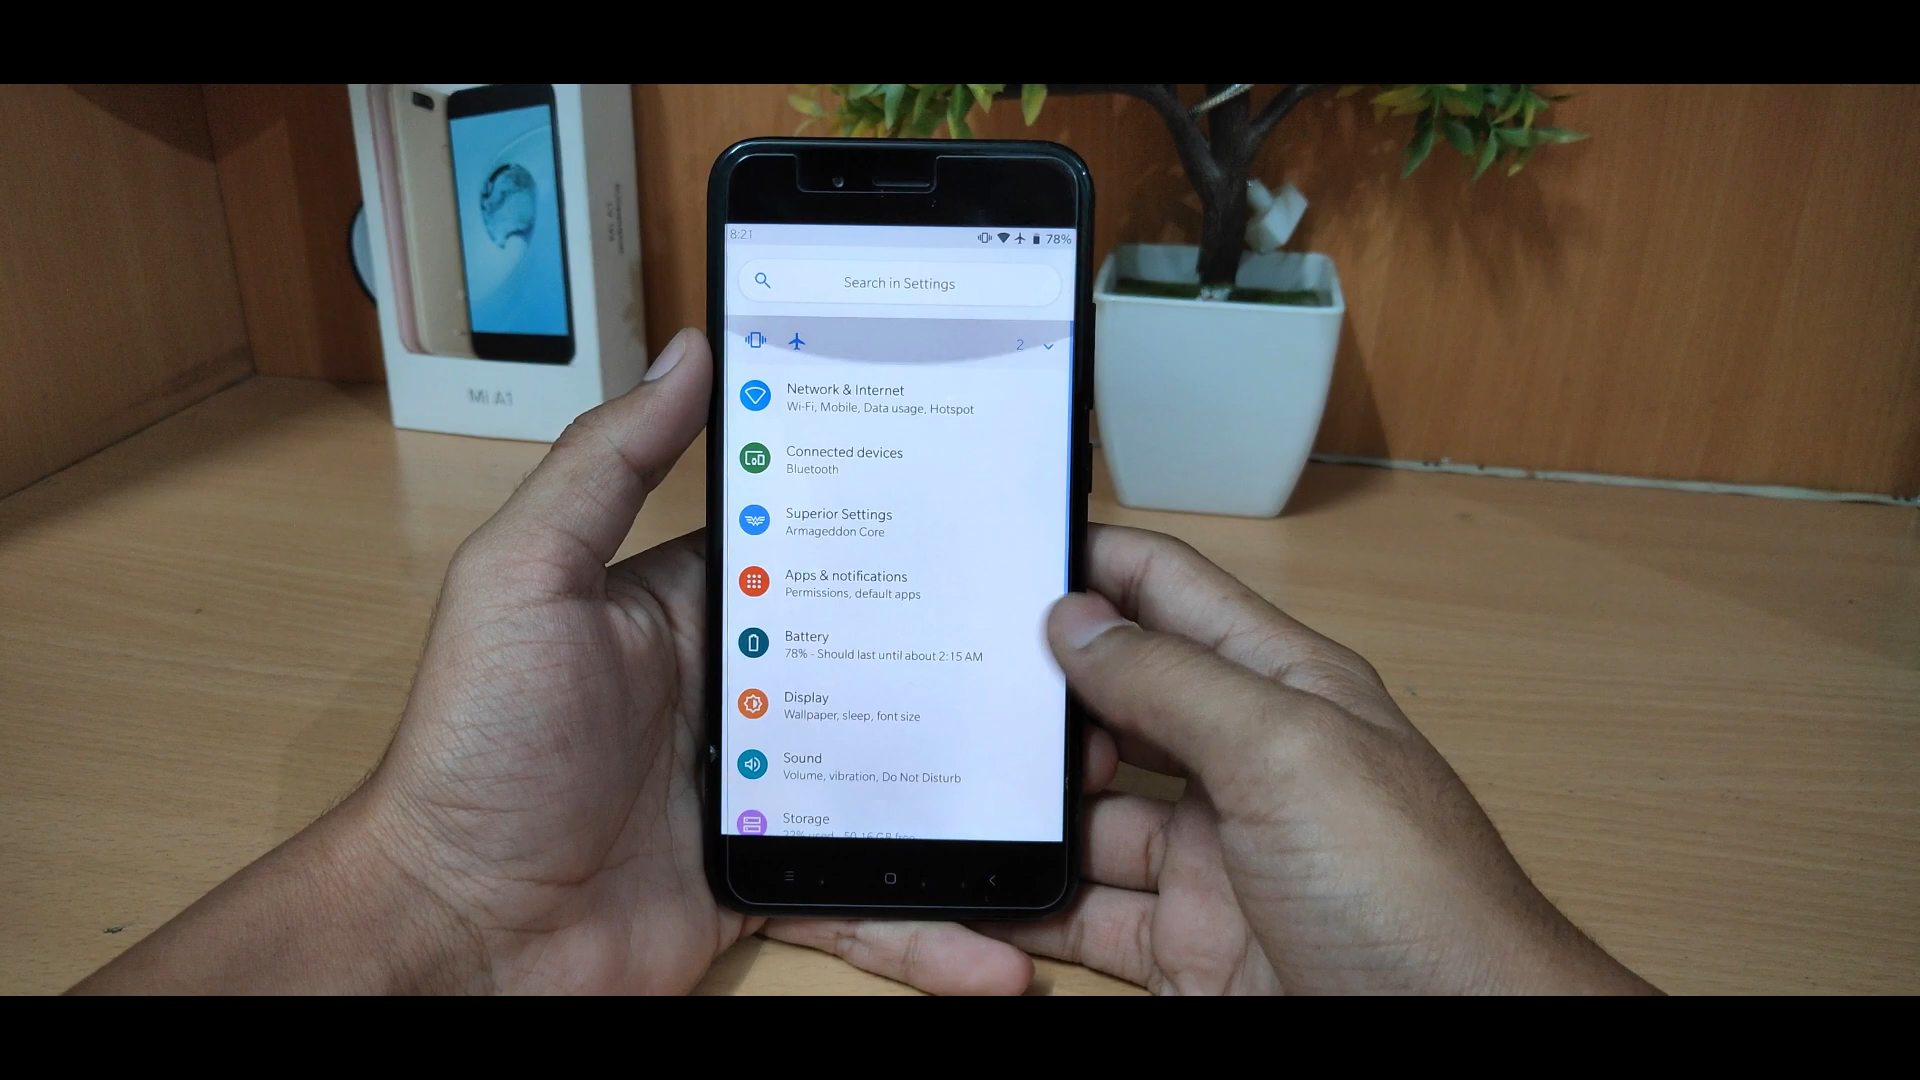 Mi A1
8:21
78%
Search in Settings
2
Network & Internet
Wi-Fi, Mobile, Data usage, Hotspot
Connected devices
Bluetooth
Superior Settings
Armageddon Core
Apps & notifications
Permissions, default apps
Battery
78% - Should last until about 2:15 AM
Display
Wallpaper, sleep, font size
Sound
Volume, vibration, Do Not Disturb
Storage